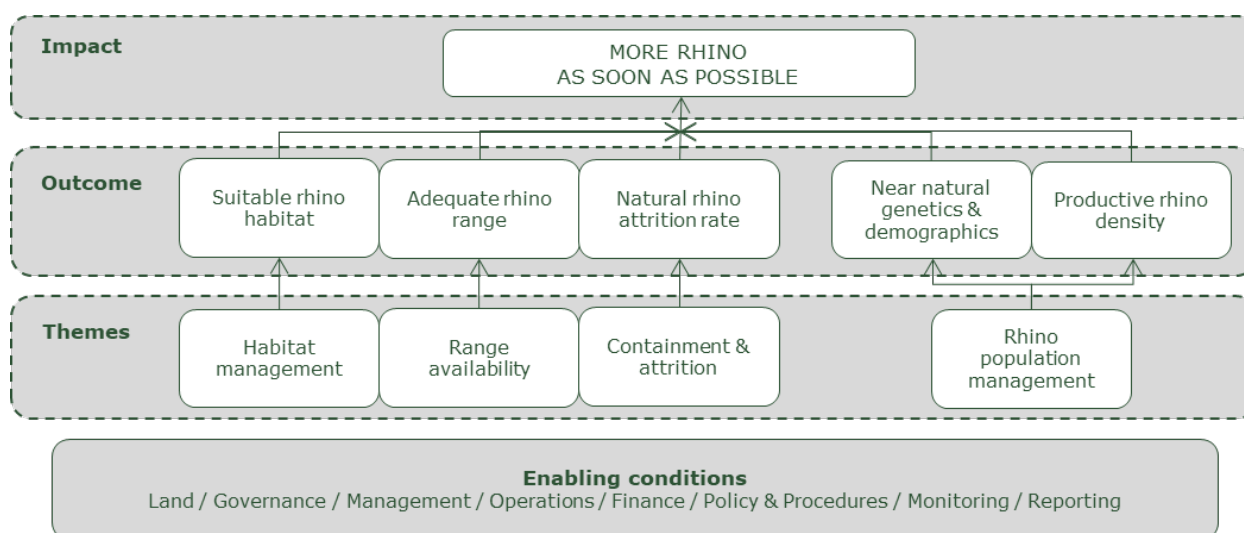 Impact
MORE RHINO
AS SOON AS POSSIBLE
Outcome
Suitable rhino
habitat
Adequate rhino
range
Natural rhino
attrition rate
Near natural
genetics &
demographics
Productive rhino
density
Themes
Habitat
management
Range
availability
Containment &
attrition
Rhino
population
management
Enabling conditions
Land / Governance / Management / Operations / Finance / Policy & Procedures / Monitoring / Reporting